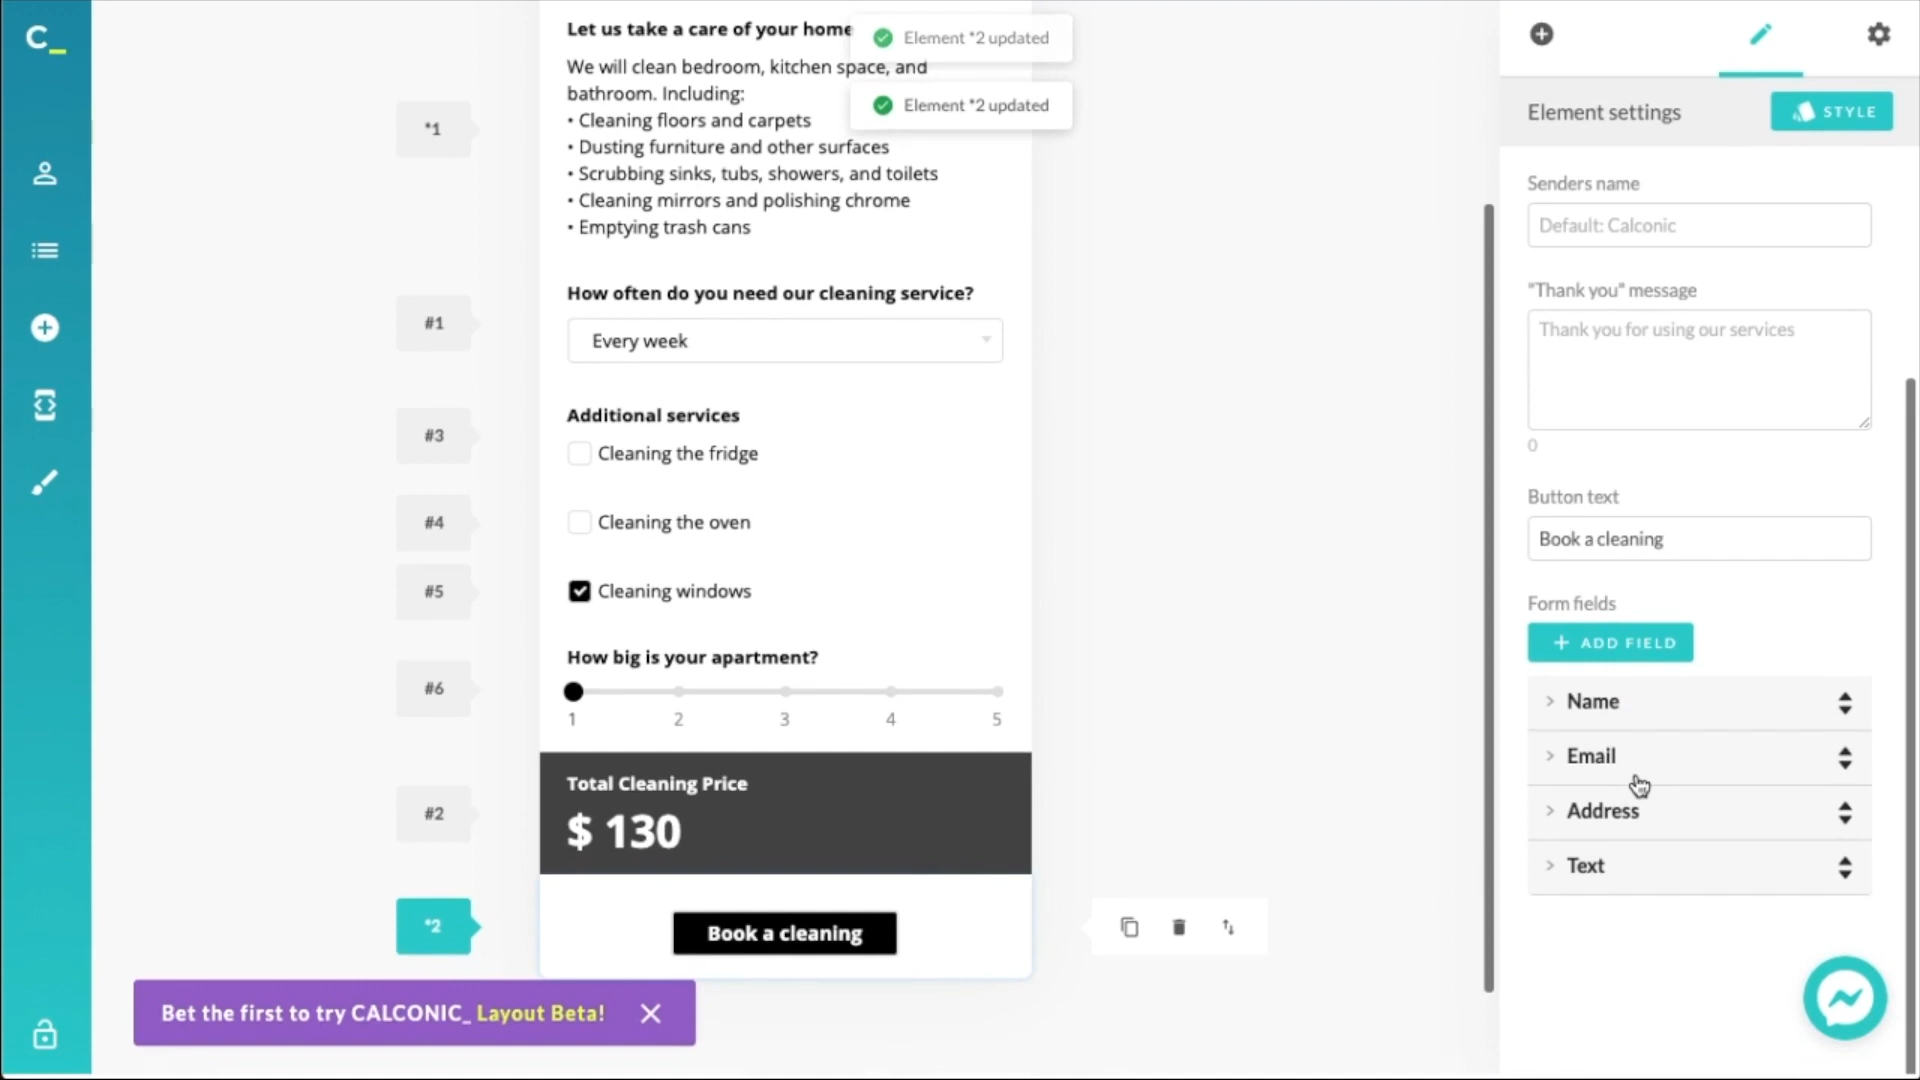 C_
Let us take a care of your home
We will clean bedroom, kitchen space, and
bathroom. Including:
• Cleaning floors and carpets
• Dusting furniture and other surfaces
• Scrubbing sinks, tubs, showers, and toilets
• Cleaning mirrors and polishing chrome
• Emptying trash cans
Element *2 updated
Element *2 updated
*1
#1
How often do you need our cleaning service?
Every week
#3
Additional services
Cleaning the fridge
#4
Cleaning the oven
#5
Cleaning windows
#6
How big is your apartment?
1 2 3 4 5
#2
Total Cleaning Price
$ 130
*2
Book a cleaning
Bet the first to try CALCONIC_ Layout Beta!
Element settings
STYLE
Senders name
Default: Calconic
"Thank you" message
Thank you for using our services
0
Button text
Book a cleaning
Form fields
+ ADD FIELD
Name
Email
Address
Text